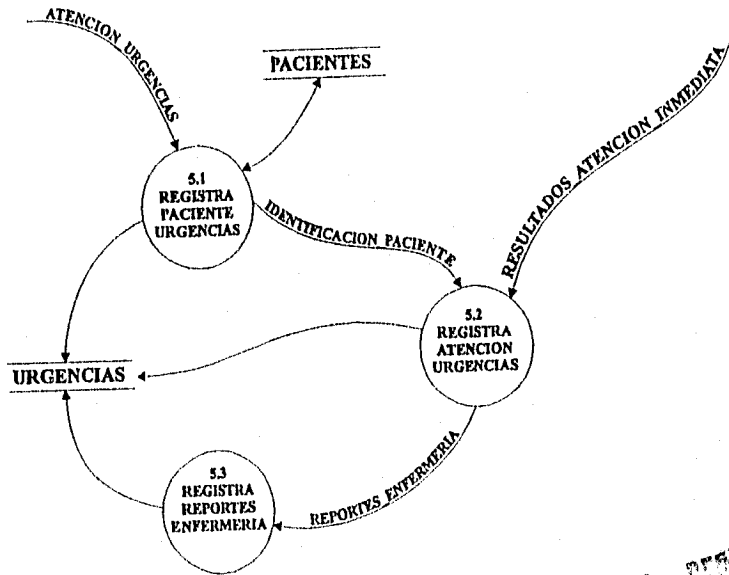 ATENCION URGENCIAS
PACIENTES
RESULTADOS ATENCION INMEDIATA
5.1
REGISTRA
PACIENTE
URGENCIAS
IDENTIFICACION PACIENTE
5.2
REGISTRA
ATENCION
URGENCIAS
URGENCIAS
5.3
REGISTRA
REPORTES
ENFERMERIA
REPORTES ENFERMERIA